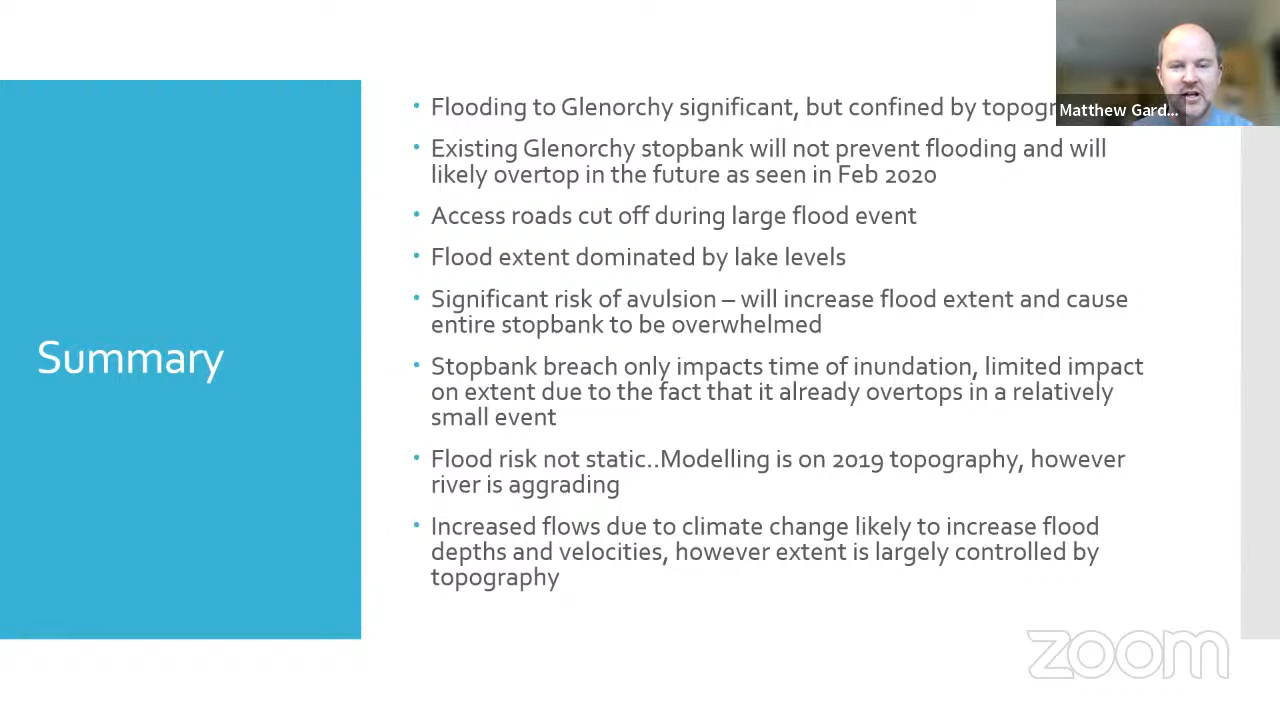 Flooding to Glenorchy significant, but confined by
Matthew Gard...
Existing Glenorchy stopbank will not prevent flooding and will
likely overtop in the future as seen in Feb 2020
Access roads cut off during large flood event
Flood extent dominated by lake levels
Significant risk of avulsion – will increase flood extent and cause
entire stopbank to be overwhelmed
Summary
Stopbank breach only impacts time of inundation, limited impact
on extent due to the fact that it already overtops in a relatively
small event
Flood risk not static..Modelling is on 2019 topography, however
river is aggrading
Increased flows due to climate change likely to increase flood
depths and velocities, however extent is largely controlled by
topography
zoom